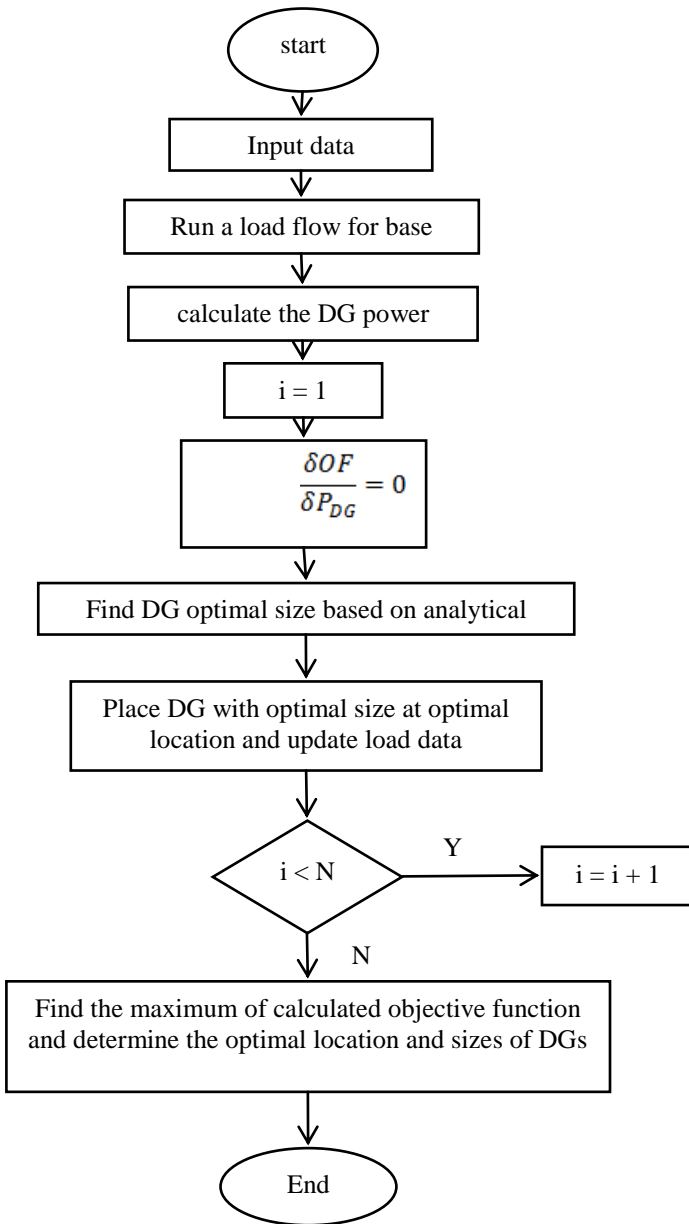 start
Input data
Run a load flow for base
calculate the DG power
i = 1
δOF
δP_DG = 0
Find DG optimal size based on analytical
Place DG with optimal size at optimal
location and update load data
i < N
Y
i = i + 1
N
Find the maximum of calculated objective function
and determine the optimal location and sizes of DGs
End